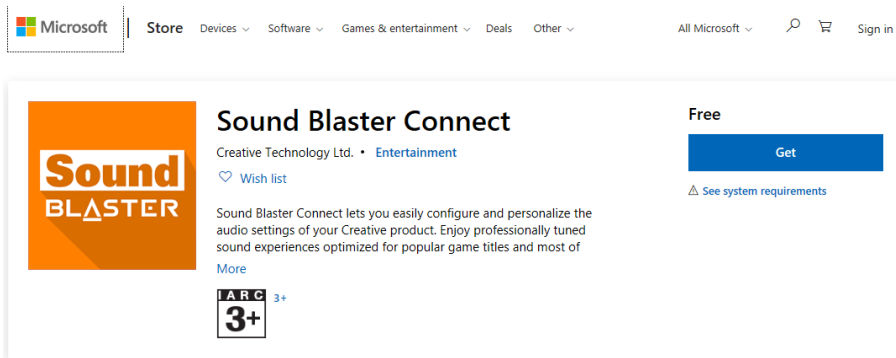 Microsoft Store Devices Software Games & entertainment Deals Other All Microsoft Sign in
Sound BLASTER
Sound Blaster Connect
Creative Technology Ltd. • Entertainment
Wish list
Sound Blaster Connect lets you easily configure and personalize the
audio settings of your Creative product. Enjoy professionally tuned
sound experiences optimized for popular game titles and most of
More
IARC
3+
3+
Free
Get
See system requirements